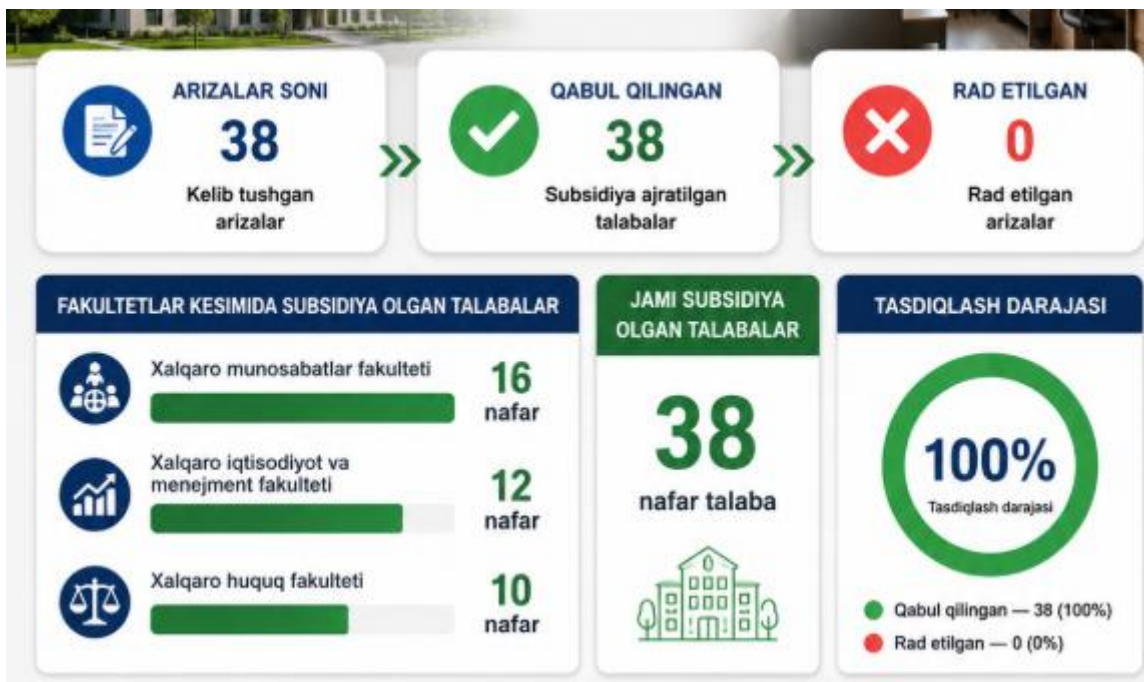 ARIZALAR SONI
38
Kelib tushgan
arizalar
QABUL QILINGAN
38
Subsidiya ajratilgan
talabalar
RAD ETILGAN
0
Rad etilgan
arizalar
FAKULTETLAR KESIMIDA SUBSIDIYA OLGAN TALABALAR
Xalqaro munosabatlar fakulteti
16
nafar
Xalqaro iqtisodiyot va
menejment fakulteti
12
nafar
Xalqaro huquq fakulteti
10
nafar
JAMI SUBSIDIYA
OLGAN TALABALAR
38
nafar talaba
TASDIQLASH DARAJASI
100%
Tasdiqlash darajasi
Qabul qilingan — 38 (100%)
Rad etilgan — 0 (0%)